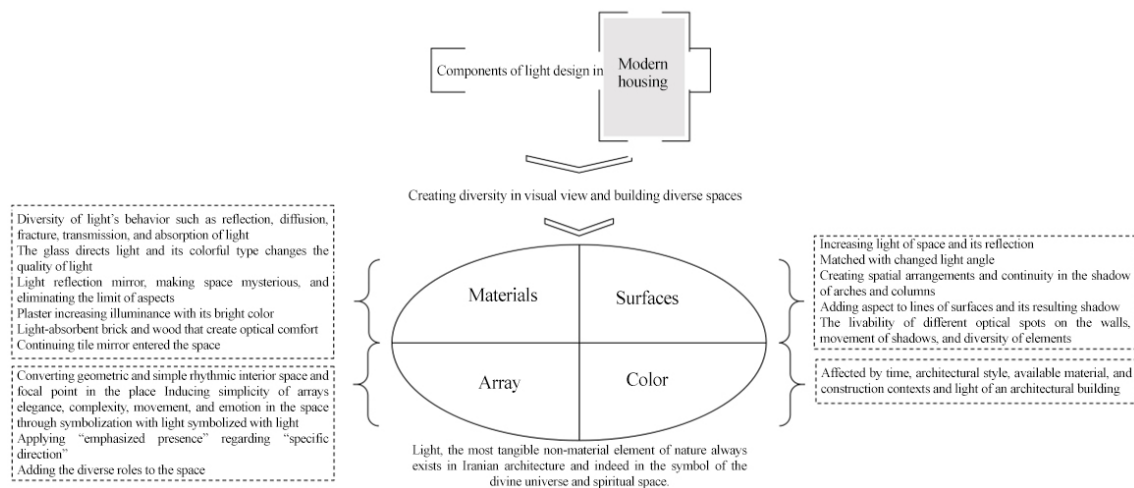 Components of light design in
Modern
housing
Creating diversity in visual view and building diverse spaces
Diversity of light's behavior such as reflection, diffusion,
fracture, transmission, and absorption of light
The glass directs light and its colorful type changes the
quality of light
Light reflection mirror, making space mysterious, and
eliminating the limit of aspects
Plaster increasing illuminance with its bright color
Light-absorbent brick and wood that create optical comfort
Continuing tile mirror entered the space
Converting geometric and simple rhythmic interior space and
focal point in the place Inducing simplicity of arrays
elegance, complexity, movement, and emotion in the space
through symbolization with light symbolized with light
Applying “emphasized presence” regarding “specific
direction”
Adding the diverse roles to the space
Materials
Surfaces
Array
Color
Increasing light of space and its reflection
Matched with changed light angle
Creating spatial arrangements and continuity in the shadow
of arches and columns
Adding aspect to lines of surfaces and its resulting shadow
The livability of different optical spots on the walls,
movement of shadows, and diversity of elements
Affected by time, architectural style, available material, and
construction contexts and light of an architectural building
Light, the most tangible non-material element of nature always
exists in Iranian architecture and indeed in the symbol of the
divine universe and spiritual space.